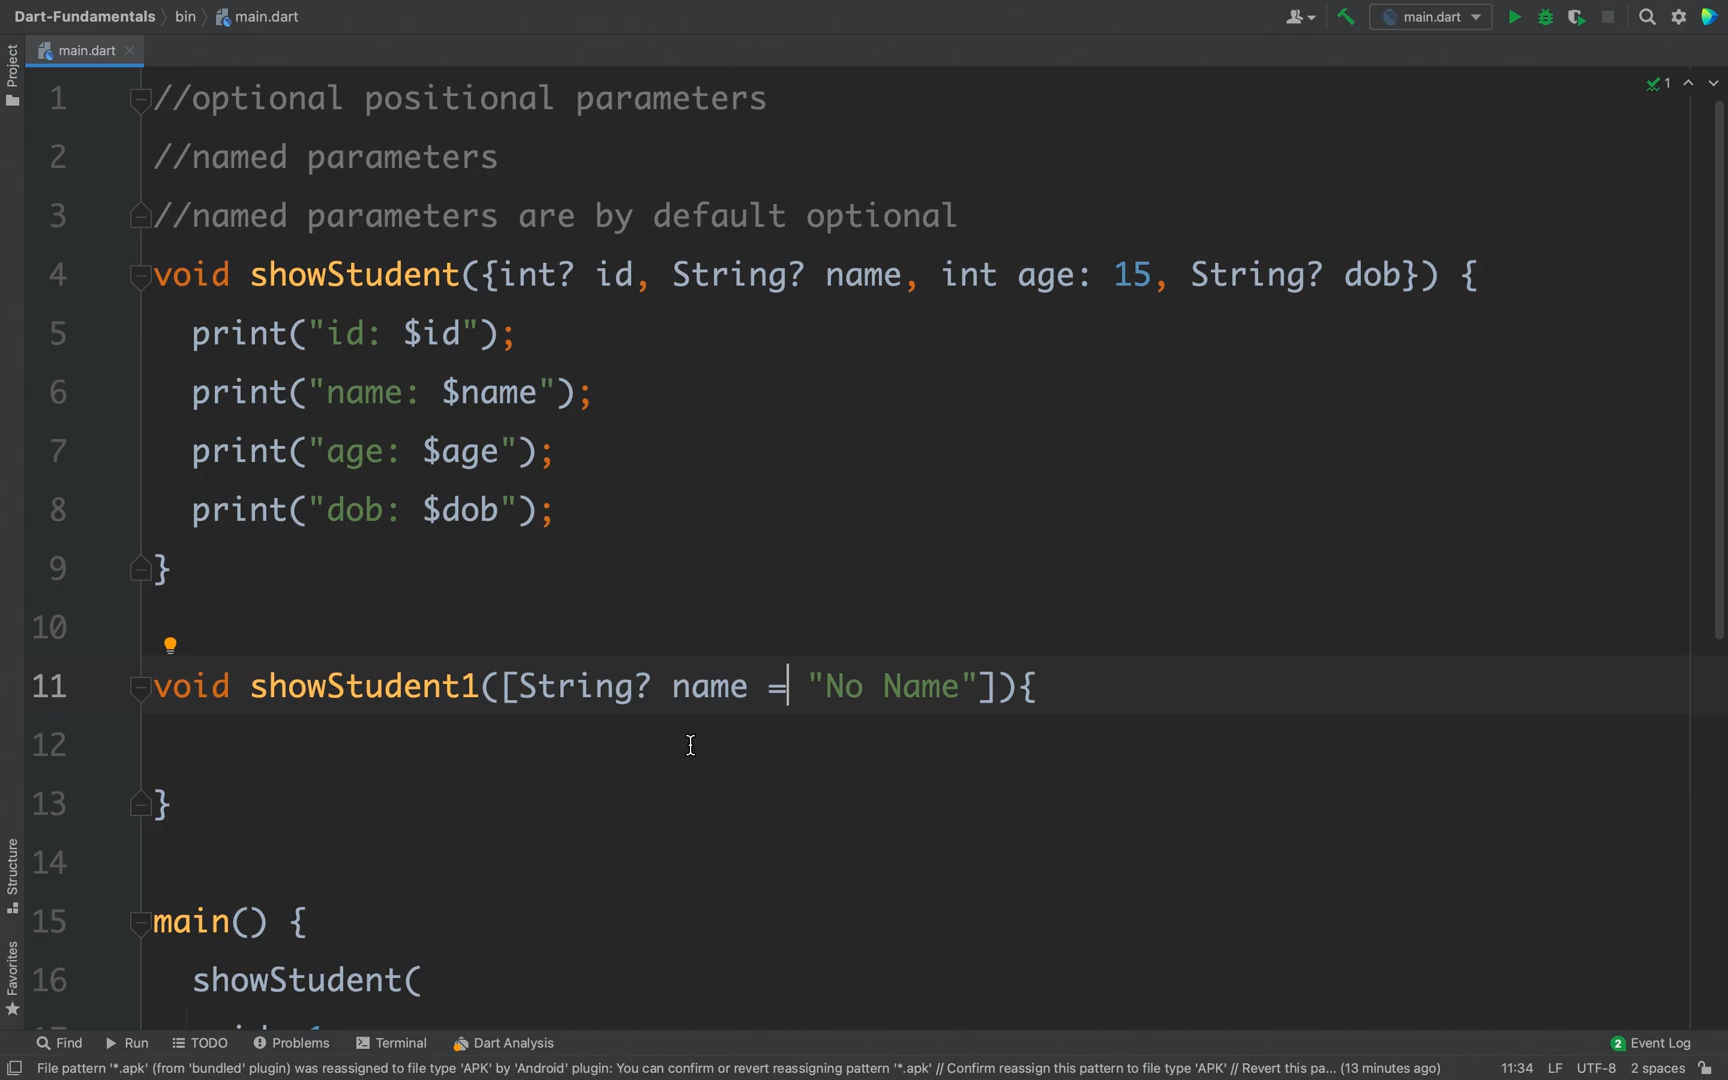 Dart-Fundamentals bin main.dart main.dart
main.dart
Project
1 //optional positional parameters 1
2 //named parameters
3 //named parameters are by default optional
4 void showStudent({int? id, String? name, int age: 15, String? dob}) {
5 print("id: $id");
6 print("name: $name");
7 print("age: $age");
8 print("dob: $dob");
9 }
10
11 void showStudent1([String? name = "No Name"]){
12
13 }
14
15 main() {
16 showStudent(
Structure
Favorites
Find Run TODO Problems Terminal Dart Analysis 2 Event Log
File pattern '*.apk' (from 'bundled' plugin) was reassigned to file type 'APK' by 'Android' plugin: You can confirm or revert reassigning pattern '*.apk' // Confirm reassign this pattern to file type 'APK' // Revert this pa... (13 minutes ago) 11:34 LF UTF-8 2 spaces